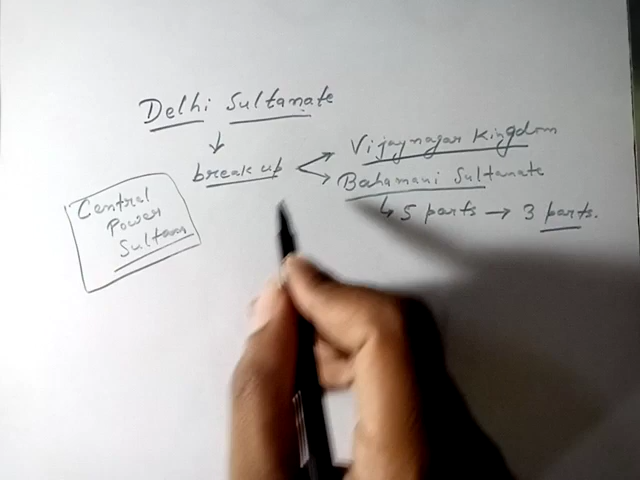 Delhi Sultanate
↓
break up
Vijaynagar Kingdom
Bahamani Sultanate
↳ 5 parts → 3 parts.
Central
Power
Sultan